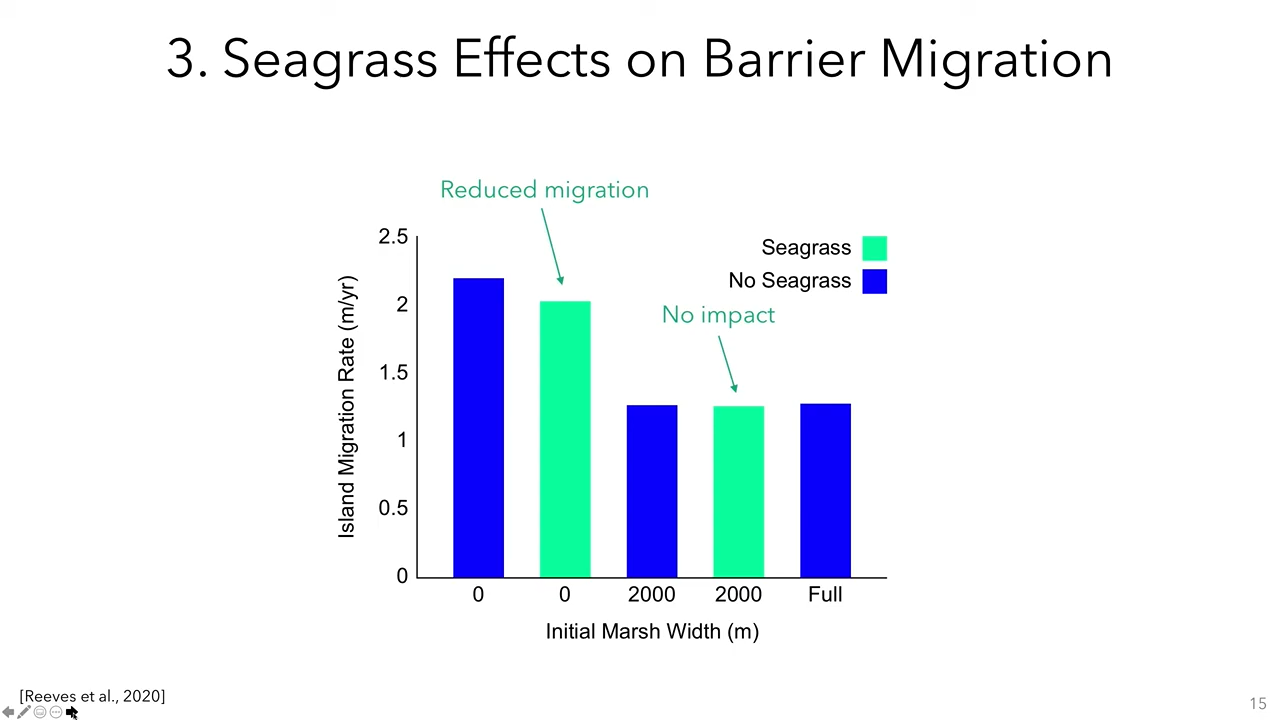 3. Seagrass Effects on Barrier Migration
Reduced migration
2.5
Seagrass
No Seagrass
2
No impact
1.5
1
0.5
0
Island Migration Rate (m/yr)
0 0 2000 2000 Full
Initial Marsh Width (m)
[Reeves et al., 2020]
15